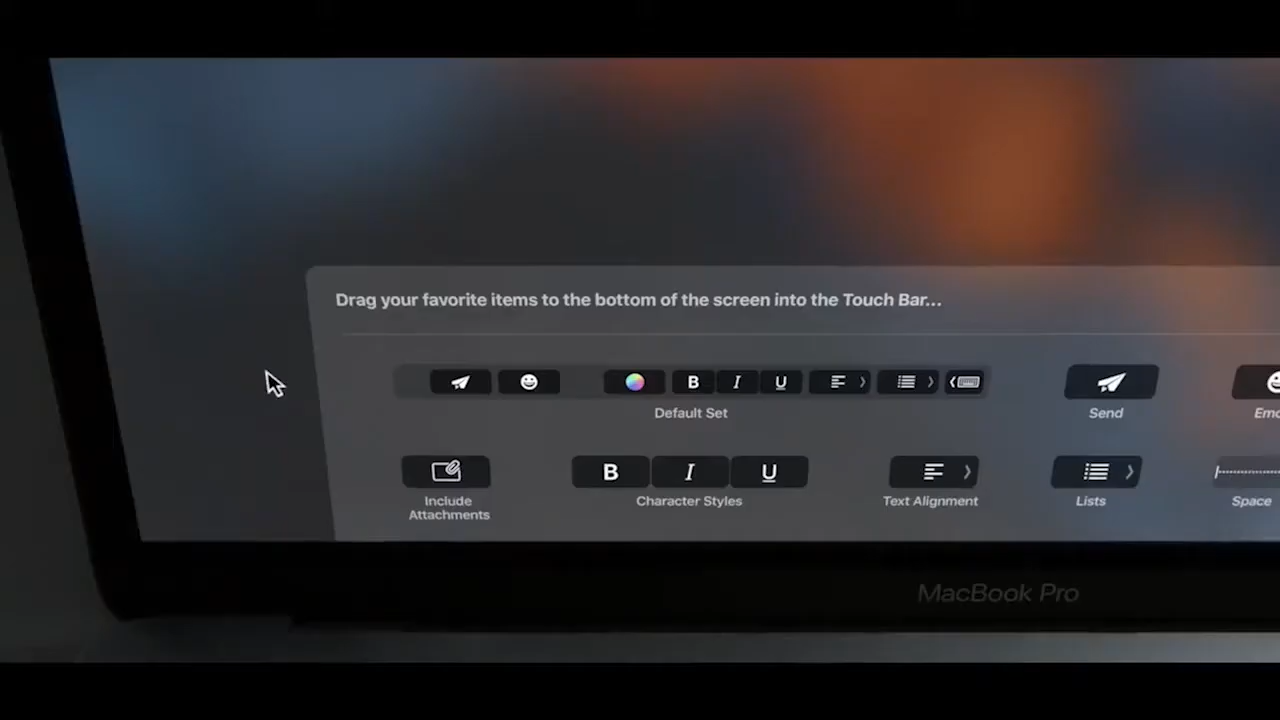 Drag your favorite items to the bottom of the screen into the Touch Bar...
B I U
Default Set
Send
Emo
B I U
Include
Attachments
Character Styles
Text Alignment
Lists
Space
MacBook Pro